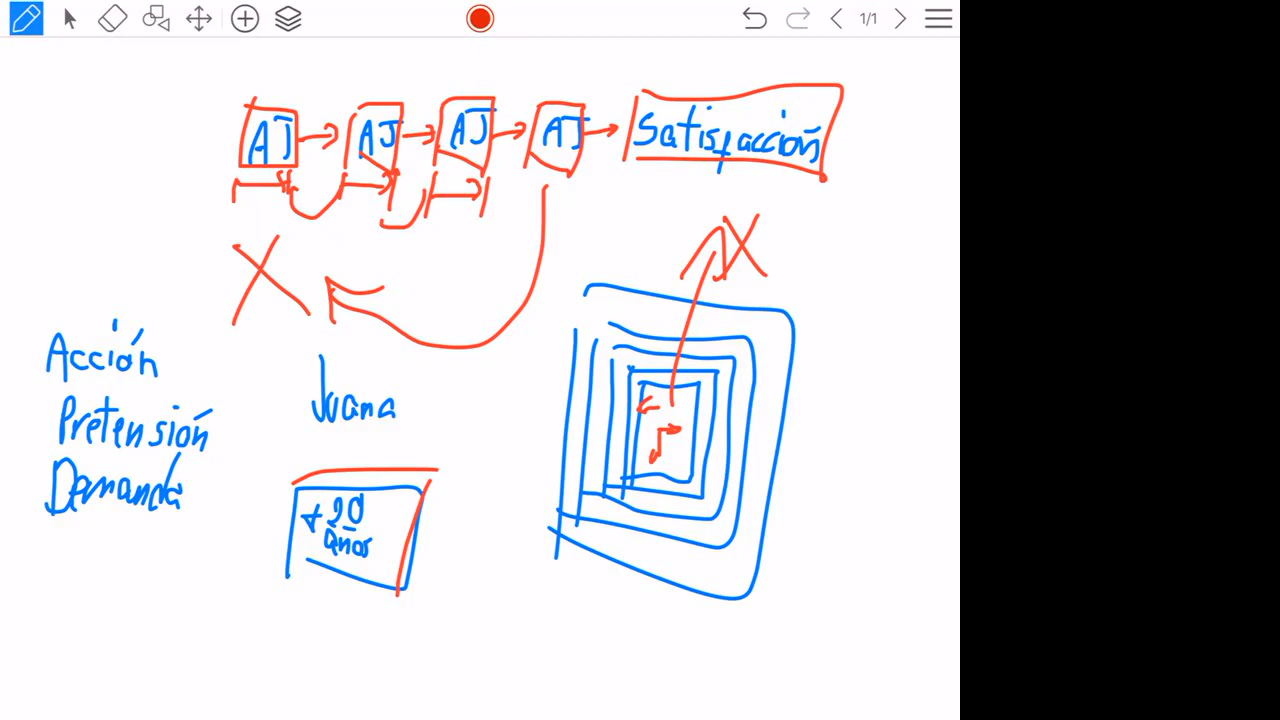 1/1
AJ AJ AJ AJ Satisfacción
X X
Acción
Juana
Pretensión
Demanda
+20
años